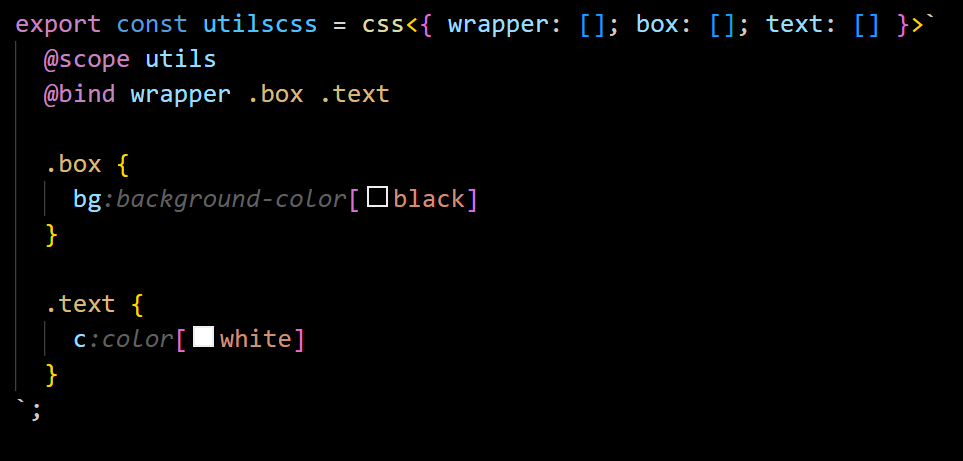 export const utilscss = css<{ wrapper: []; box: []; text: [] }>`
@scope utils
@bind wrapper .box .text
.box {
bg:background-color[black]
}
.text {
c:color[white]
}
`;